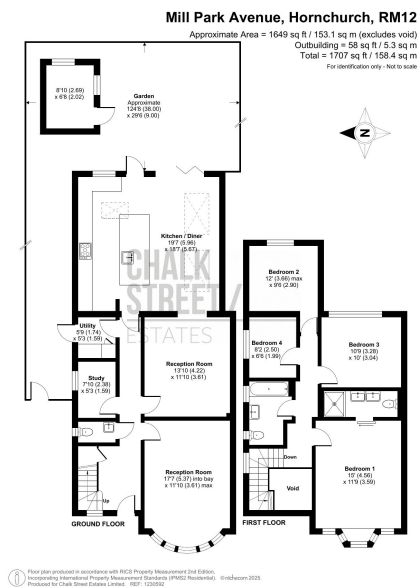 Mill Park Avenue, Hornchurch, RM12
Approximate Area = 1649 sq ft / 153.1 sq m (excludes void)
Outbuilding = 58 sq ft / 5.3 sq m
Total = 1707 sq ft / 158.4 sq m
For identification only - Not to scale
8'10 (2.69)
x 6'8 (2.02)
Garden
Approximate
124'8 (38.00)
x 29'6 (9.00)
N
Kitchen / Diner
19'7 (5.96)
x 18'7 (5.67)
CHALK
STREET
ESTATES
Bedroom 2
12' (3.66) max
x 9'6 (2.90)
Utility
5'9 (1.74)
x 5'3 (1.59)
Bedroom 4
8'2 (2.50)
x 6'6 (1.99)
Bedroom 3
10'9 (3.28)
x 10' (3.04)
Reception Room
13'10 (4.22)
x 11'10 (3.61)
Study
7'10 (2.38)
x 5'3 (1.59)
Reception Room
17'7 (5.37) into bay
x 11'10 (3.61) max
Bedroom 1
15' (4.56)
x 11'9 (3.59)
Down
Void
Up
GROUND FLOOR
FIRST FLOOR
Floor plan produced in accordance with RICS Property Measurement 2nd Edition,
Incorporating International Property Measurement Standards (IPMS2 Residential). ©nichecom 2025.
Produced for Chalk Street Estates. REF: 1230592